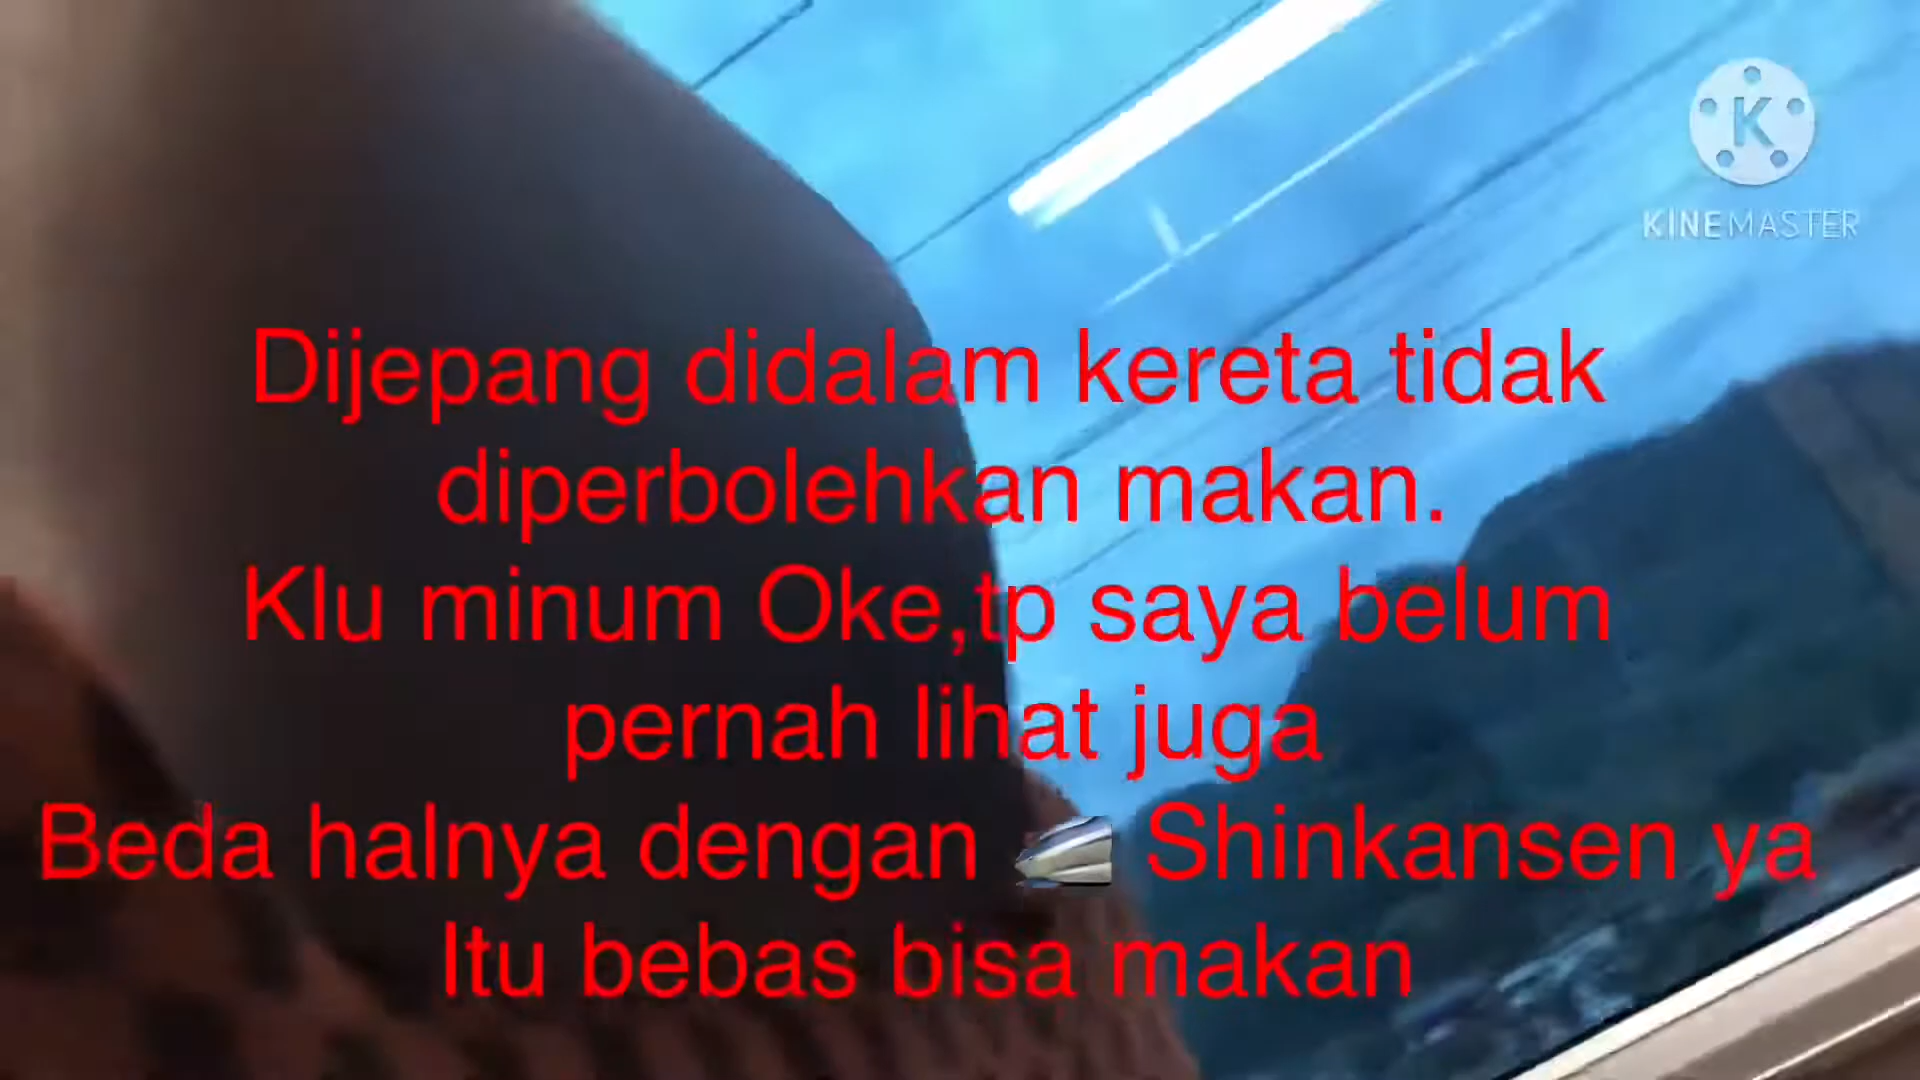 KINEMASTER
Dijepang didalam kereta tidak
diperbolehkan makan.
Klu minum Oke,tp saya belum
pernah lihat juga
Beda halnya dengan 🚅 Shinkansen ya
Itu bebas bisa makan